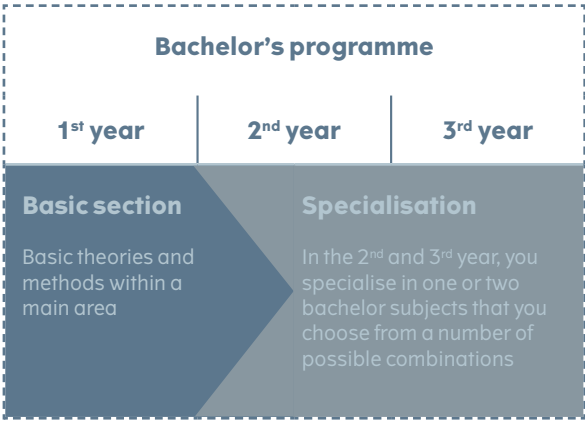 Bachelor’s programme
1st year
2nd year
3rd year
Basic section
Basic theories and
methods within a
main area
Specialisation
In the 2nd and 3rd year, you
specialise in one or two
bachelor subjects that you
choose from a number of
possible combinations